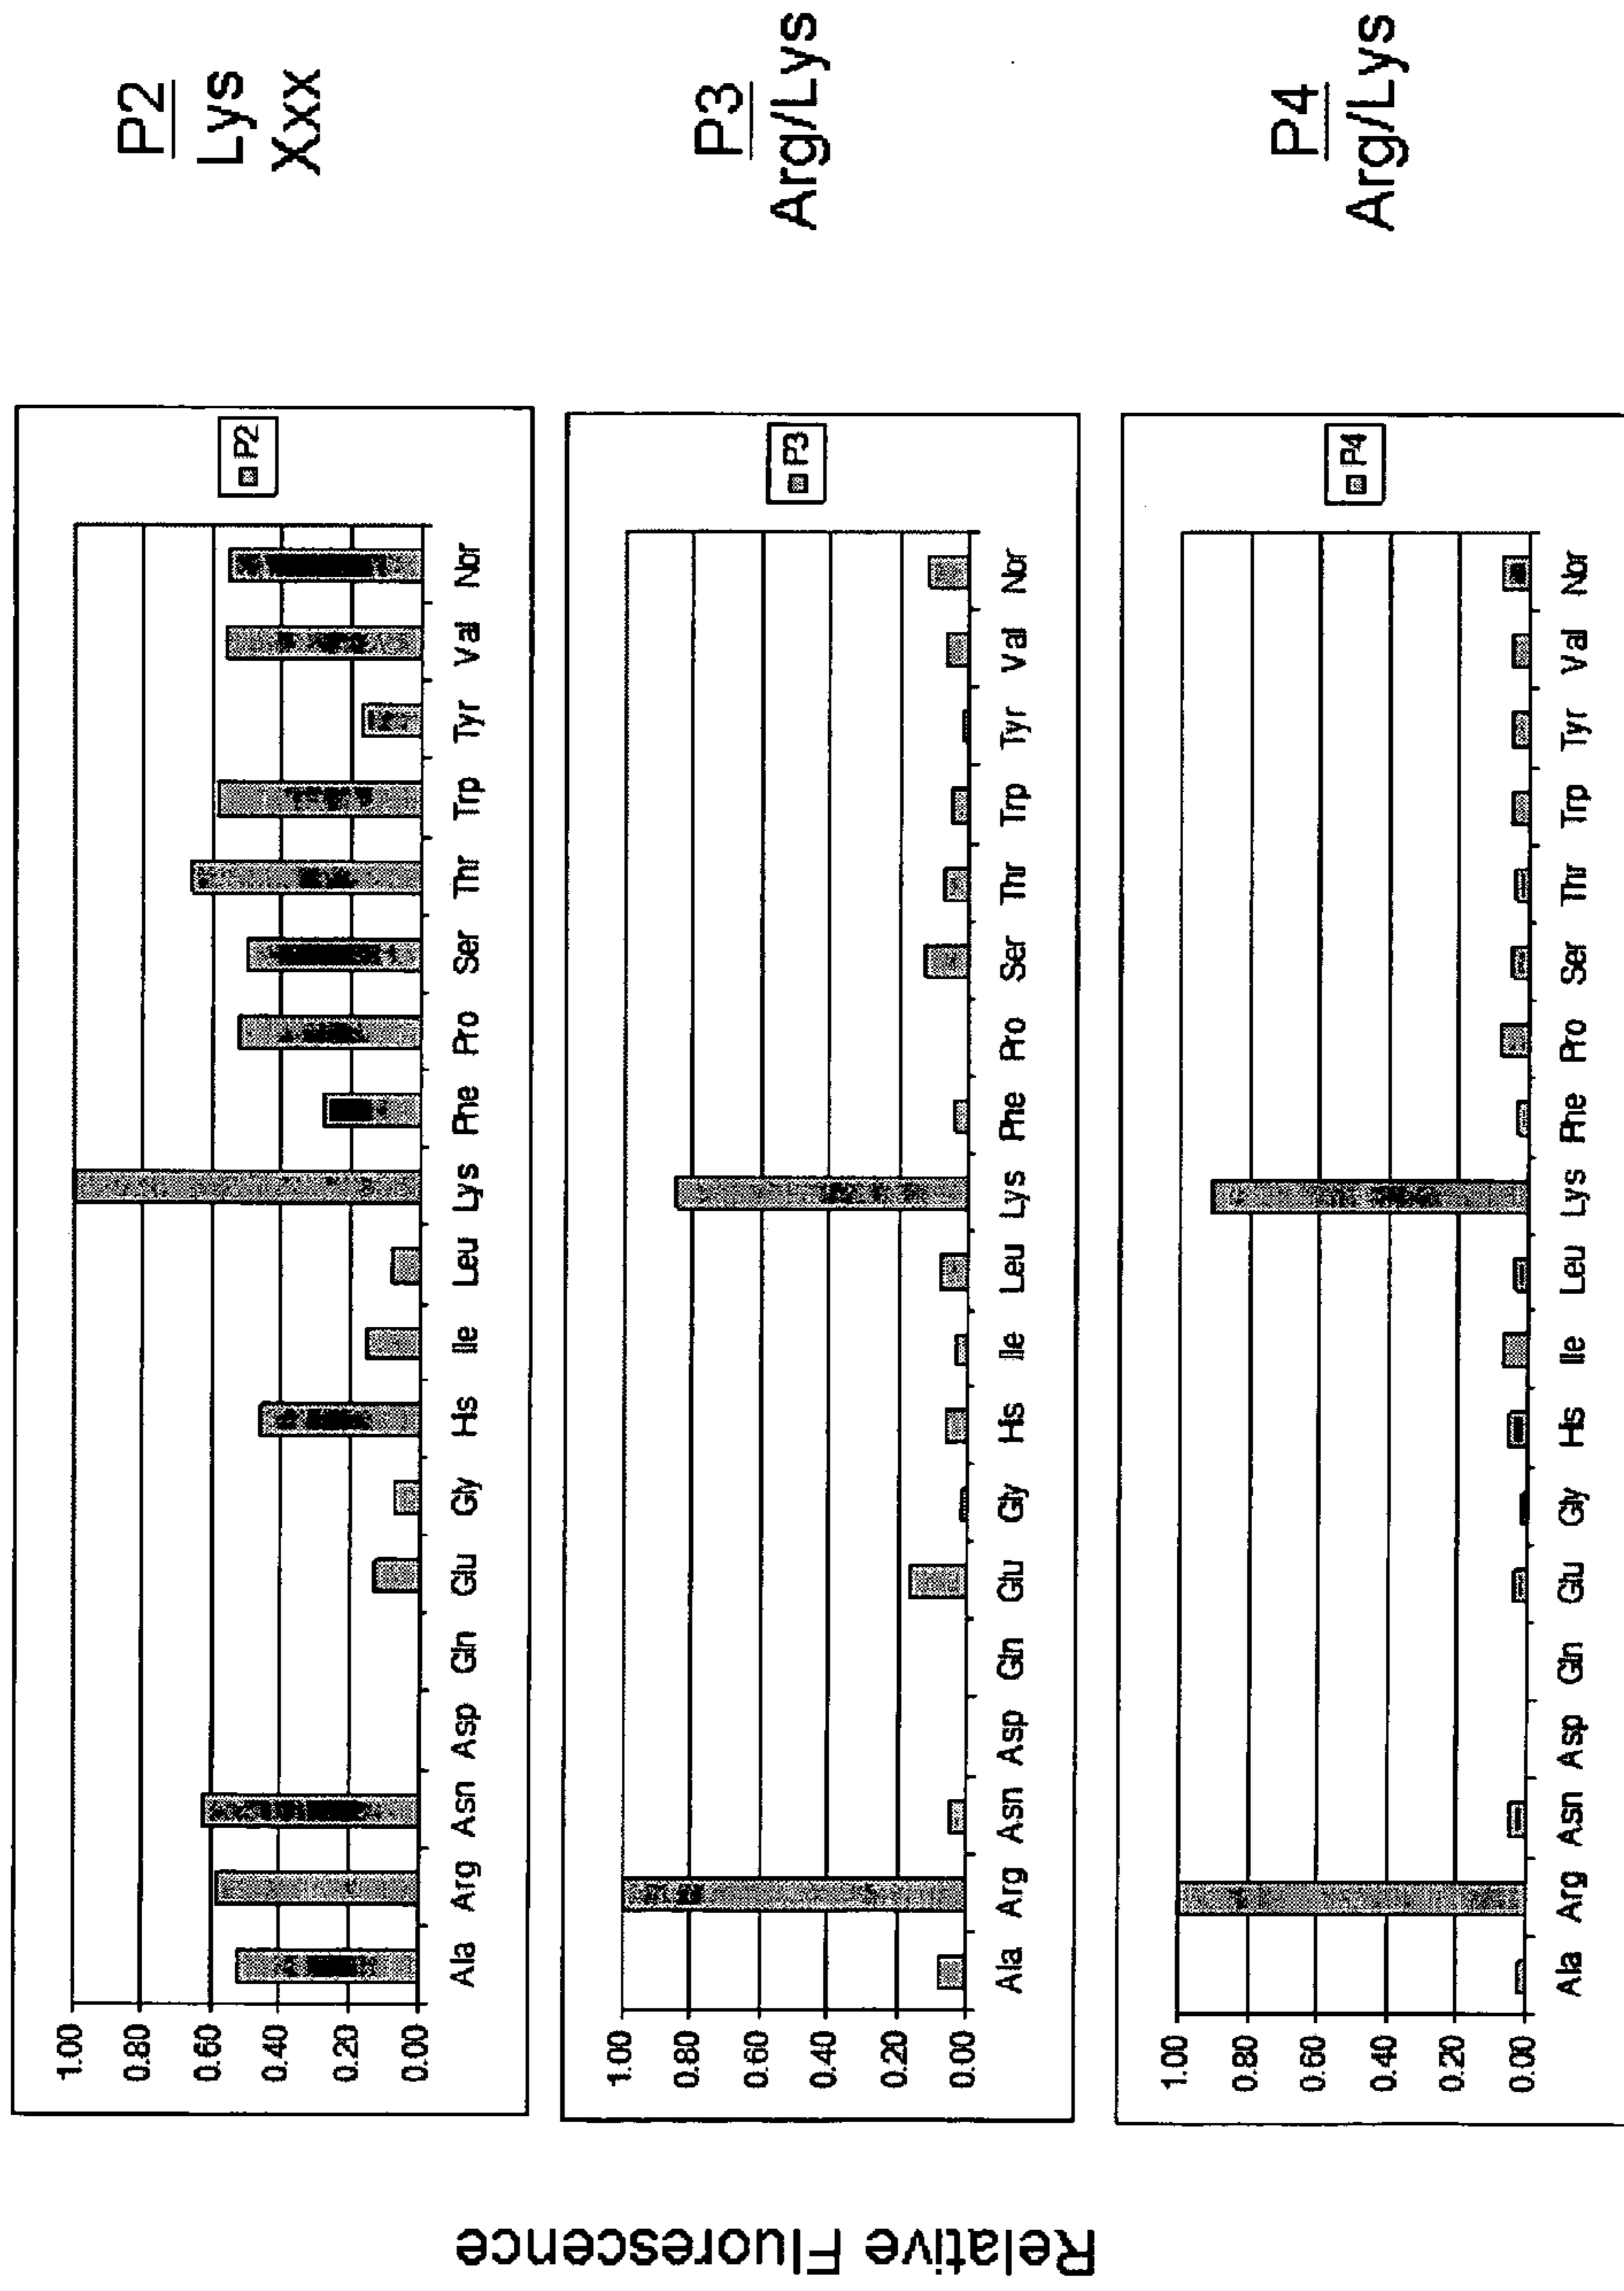 Relative Fluorescence
1.00
0.80
0.60
0.40
0.20
0.00
Ala Arg Asn Asp Gln Glu Gly His Ile Leu Lys Phe Pro Ser Thr Trp Tyr Val Nor
P2
P2
Lys
Xxx
1.00
0.80
0.60
0.40
0.20
0.00
Ala Arg Asn Asp Gln Glu Gly His Ile Leu Lys Phe Pro Ser Thr Trp Tyr Val Nor
P3
P3
Arg/Lys
1.00
0.80
0.60
0.40
0.20
0.00
Ala Arg Asn Asp Gln Glu Gly His Ile Leu Lys Phe Pro Ser Thr Trp Tyr Val Nor
P4
P4
Arg/Lys